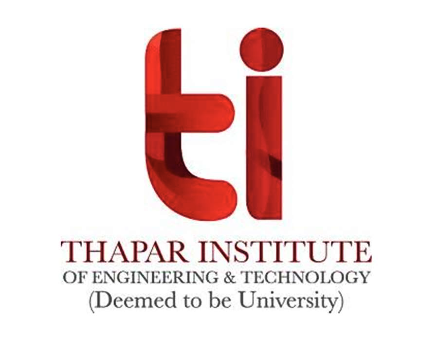 ti
THAPAR INSTITUTE
OF ENGINEERING & TECHNOLOGY
(Deemed to be University)